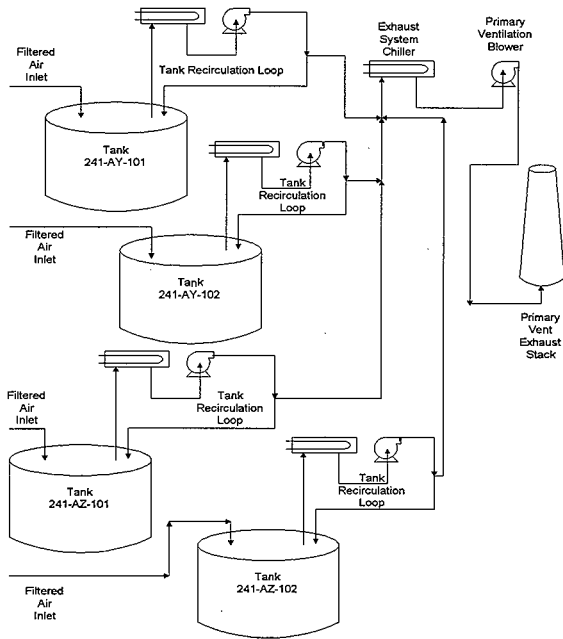 Primary
Ventilation
Blower
Exhaust
System
Chiller
Filtered
Air
Inlet
Tank Recirculation Loop
Tank
241-AY-101
Tank
Recirculation
Loop
Filtered
Air
Inlet
Tank
241-AY-102
Primary
Vent
Exhaust
Stack
Filtered
Air
Inlet
Tank
Recirculation
Loop
Tank
241-AZ-101
Tank
Recirculation
Loop
Tank
241-AZ-102
Filtered
Air
Inlet